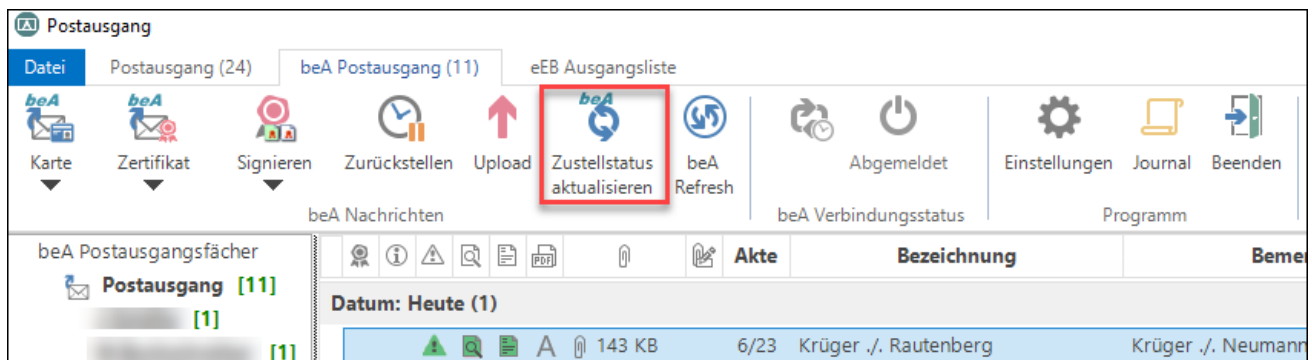 Postausgang
Datei Postausgang (24) beA Postausgang (11) eEB Ausgangsliste
beA beA beA
Karte Zertifikat Signieren Zurückstellen Upload Zustellstatus aktualisieren beA Refresh Abgemeldet Einstellungen Journal Beenden
beA Nachrichten beA Verbindungsstatus Programm
beA Postausgangsfächer PDF Akte Bezeichnung Bemer
Postausgang [11]
Datum: Heute (1)
[1]
[1] A 143 KB 6/23 Krüger ./. Rautenberg Krüger ./. Neumann